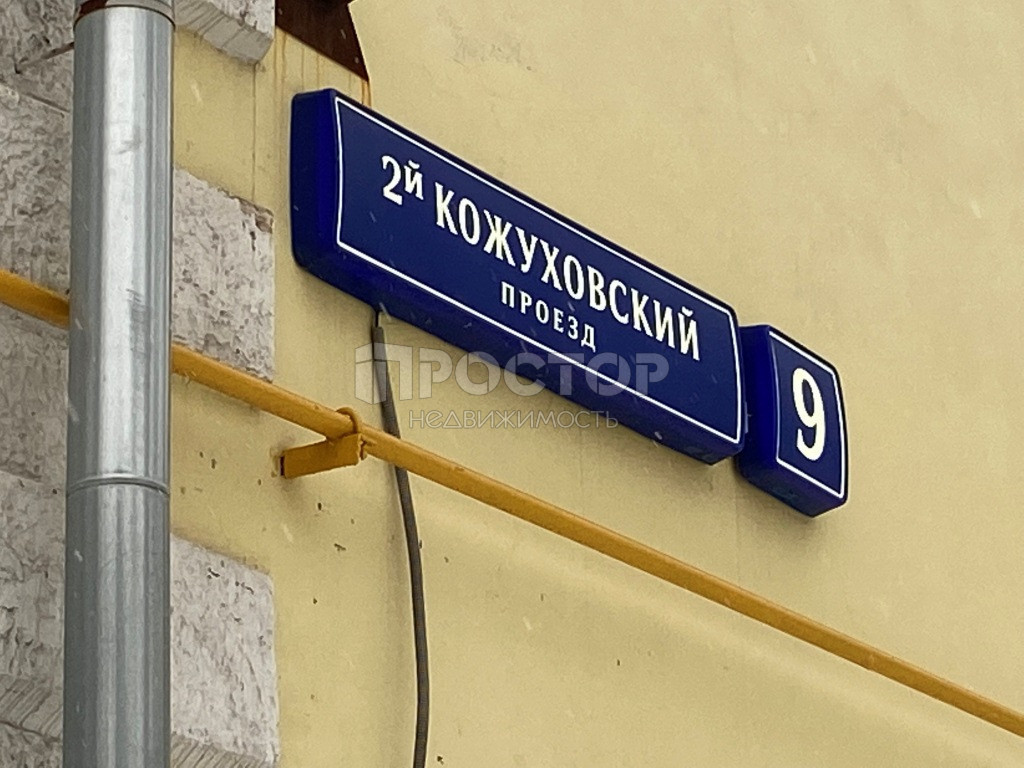 2й КОЖУХОВСКИЙ
ПРОЕЗД
9
ПРОСТОР
НЕДВИЖИМОСТЬ